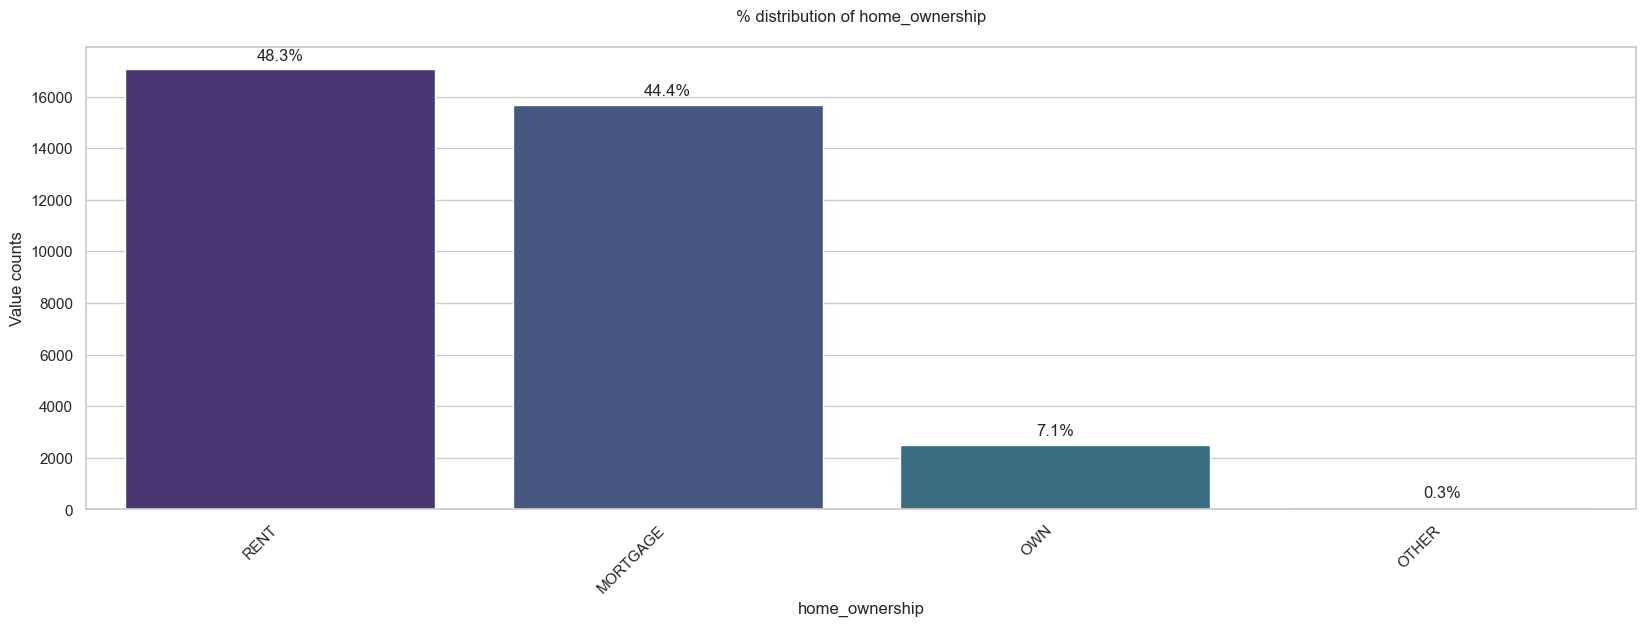 % distribution of home_ownership
48.3%
44.4%
7.1%
0.3%
16000
14000
12000
10000
8000
6000
4000
2000
0
Value counts
RENT
MORTGAGE
OWN
OTHER
home_ownership